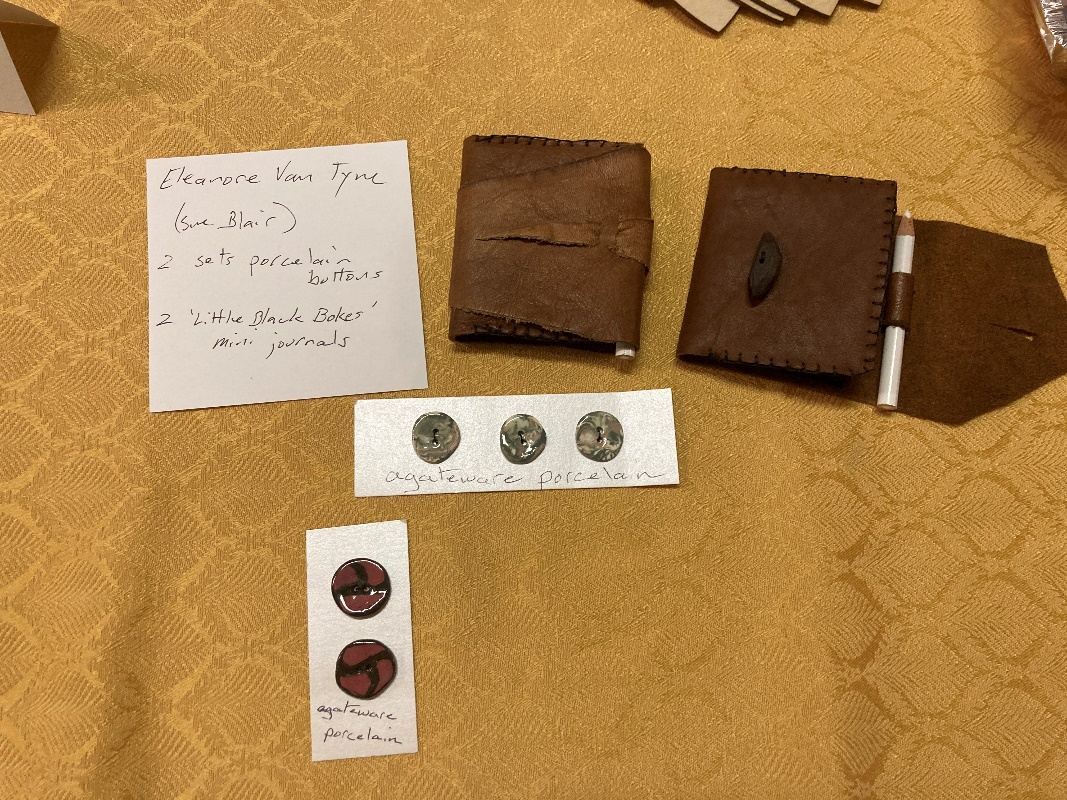 Eleanore Van Tyne
(Sue Blair)
2 sets porcelain
buttons
2 'Little Black Bokes'
mini journals
agateware porcelain
agateware
porcelain